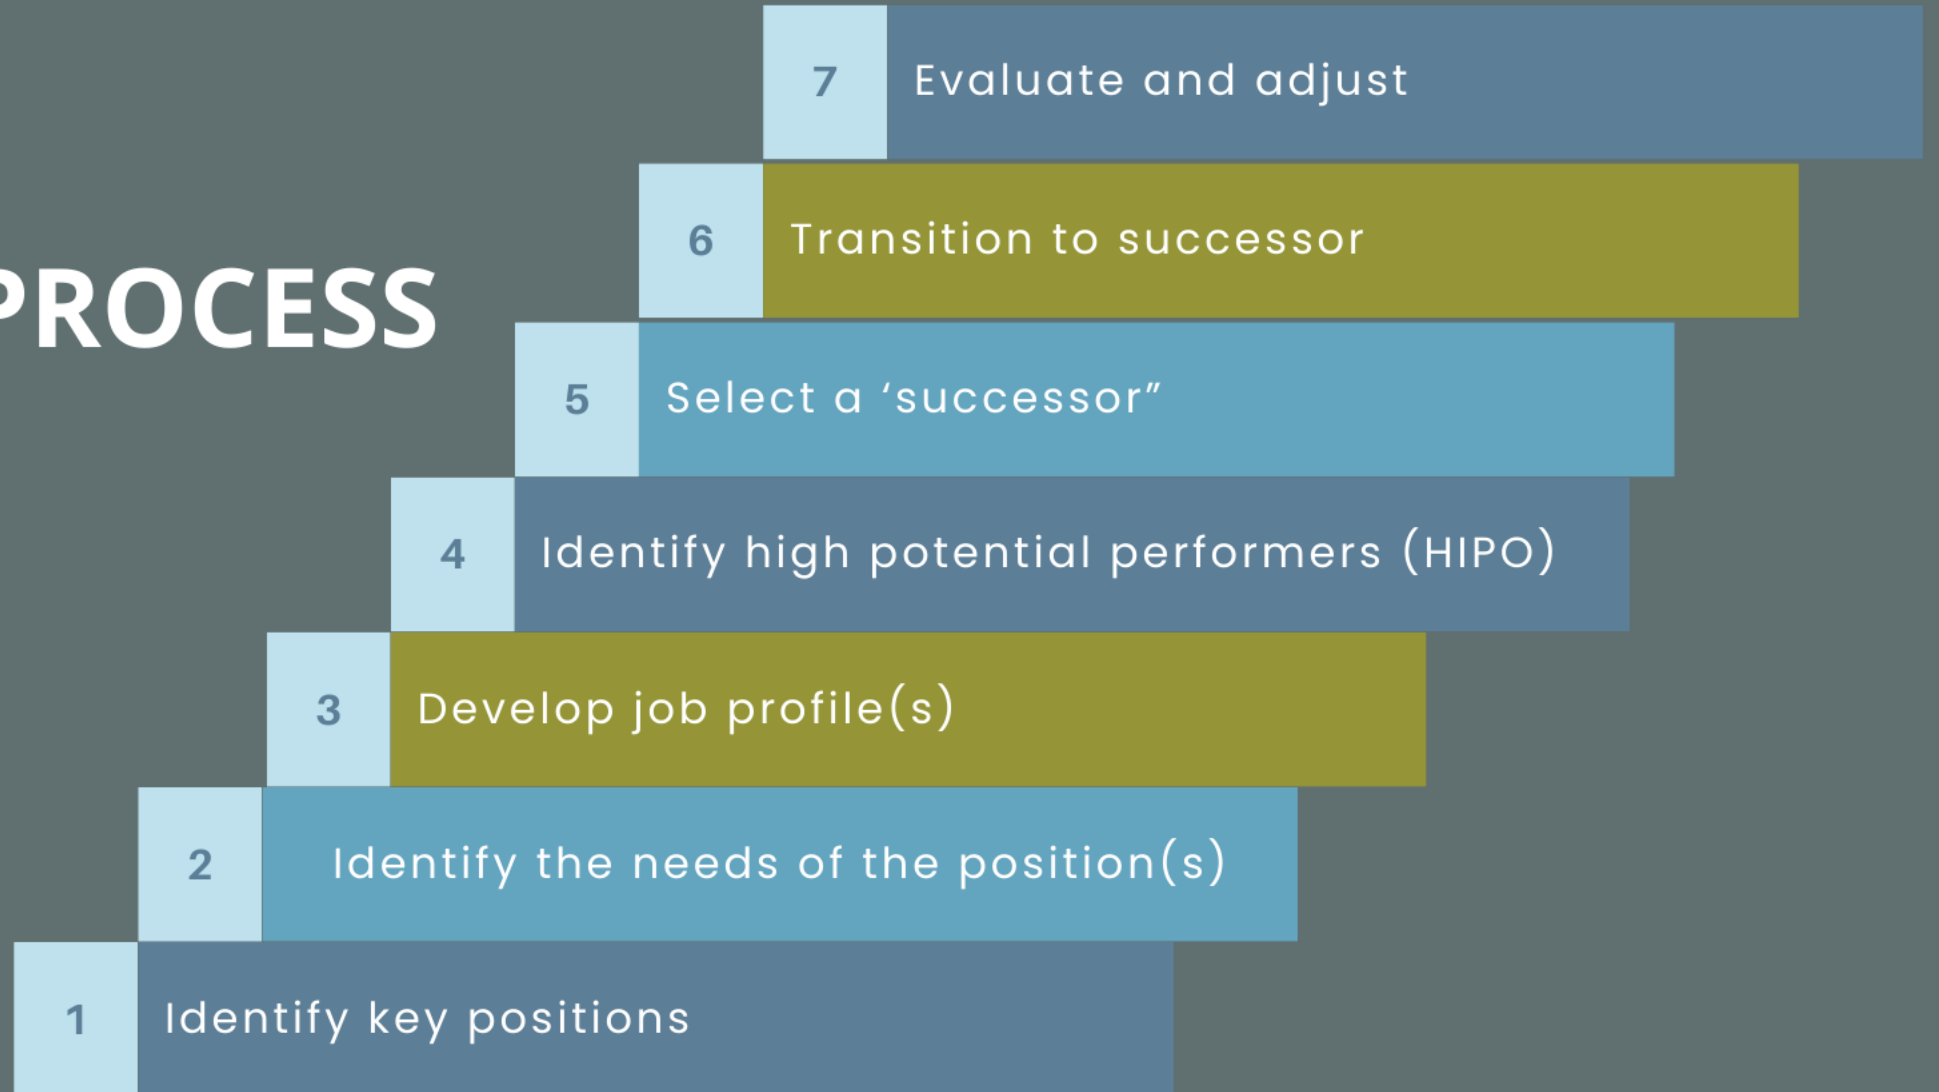 7 Evaluate and adjust
6 Transition to successor
PROCESS
5 Select a ‘successor”
4 Identify high potential performers (HIPO)
3 Develop job profile(s)
2 Identify the needs of the position(s)
1 Identify key positions